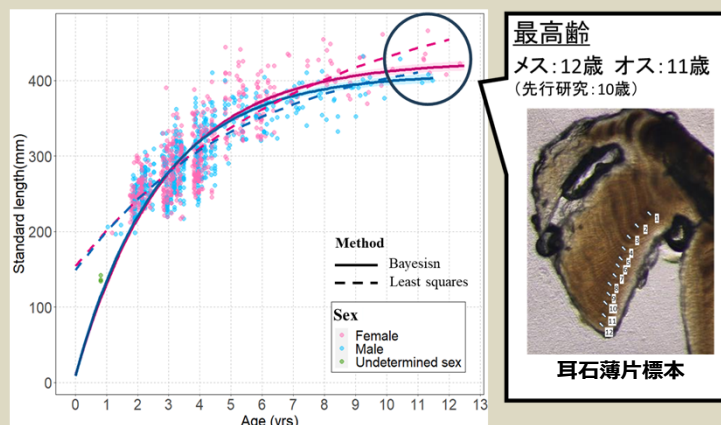 Standard length(mm)
400
300
200
100
0
0 1 2 3 4 5 6 7 8 9 10 11 12 13
Age (yrs)
Method
Bayesisn
Least squares
Sex
Female
Male
Undetermined sex
最高齢
メス:12歳 オス:11歳
(先行研究:10歳)
耳石薄片標本